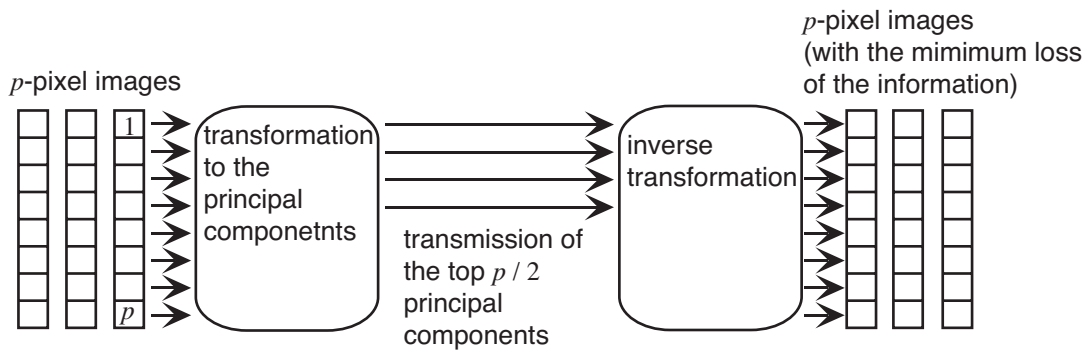 p-pixel images
1
p
transformation
to the
principal
componetnts
transmission of
the top p / 2
principal
components
inverse
transformation
p-pixel images
(with the mimimum loss
of the information)